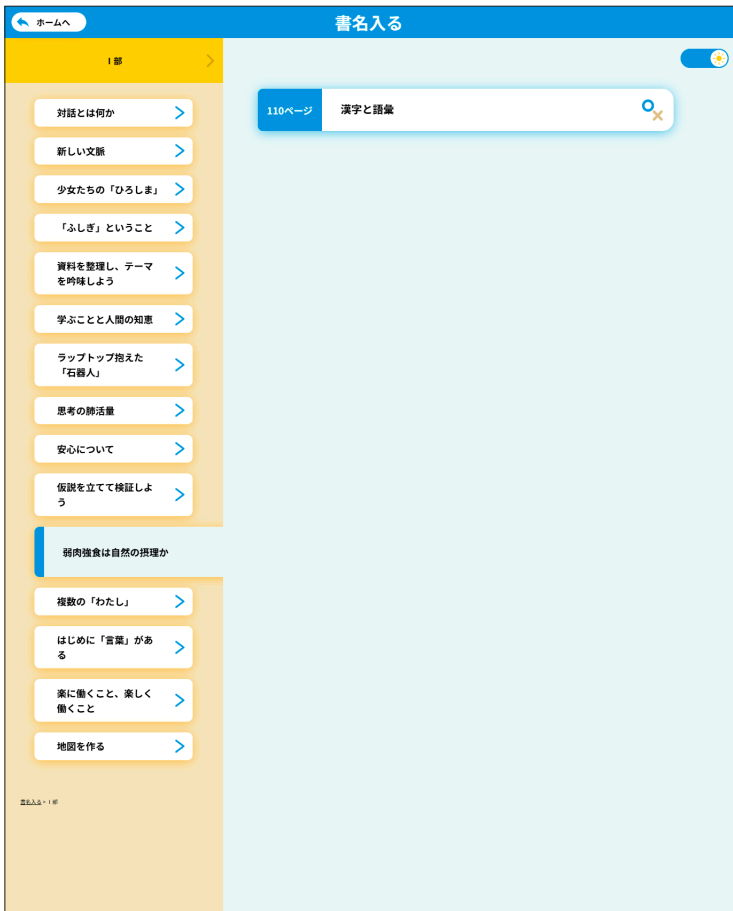 ホームへ
書名入る
Ⅰ部
対話とは何か
新しい文脈
少女たちの「ひろしま」
「ふしぎ」ということ
資料を整理し、テーマ
を吟味しよう
学ぶことと人間の知恵
ラップトップ抱えた
「石器人」
思考の肺活量
安心について
仮説を立てて検証しよ
う
弱肉強食は自然の摂理か
複数の「わたし」
はじめに「言葉」があ
る
楽に働くこと、楽しく
働くこと
地図を作る
書名入る > Ⅰ部
110ページ
漢字と語彙